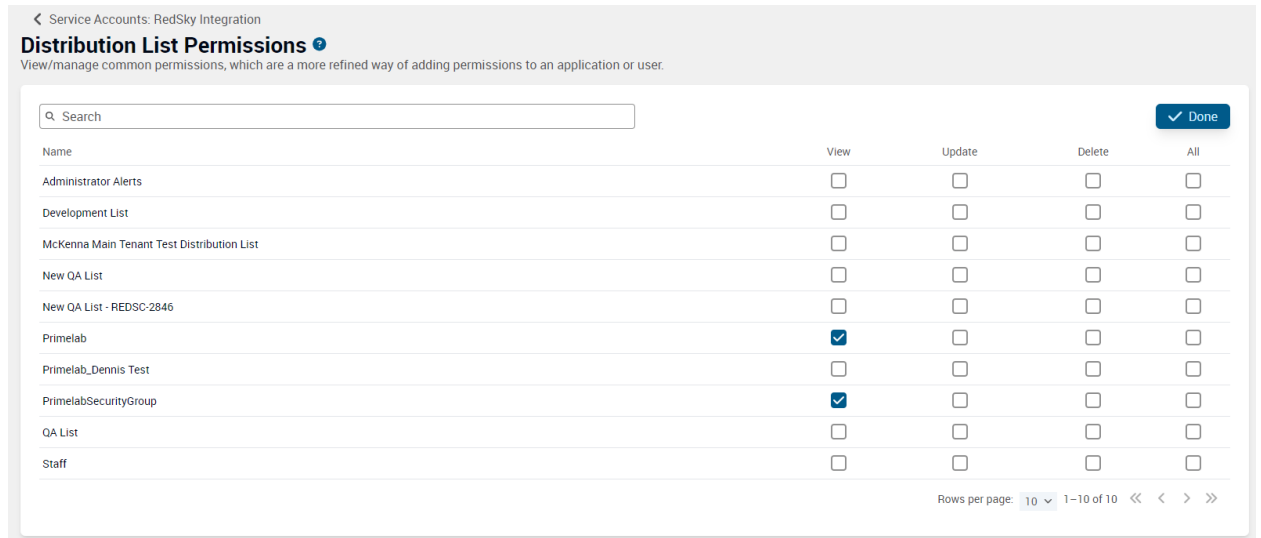 Service Accounts: RedSky Integration
Distribution List Permissions ?
View/manage common permissions, which are a more refined way of adding permissions to an application or user.
Search
Done
Name View Update Delete All
Administrator Alerts
Development List
McKenna Main Tenant Test Distribution List
New QA List
New QA List - REDSC-2846
Primelab
Primelab_Dennis Test
PrimelabSecurityGroup
QA List
Staff
Rows per page: 10 1–10 of 10